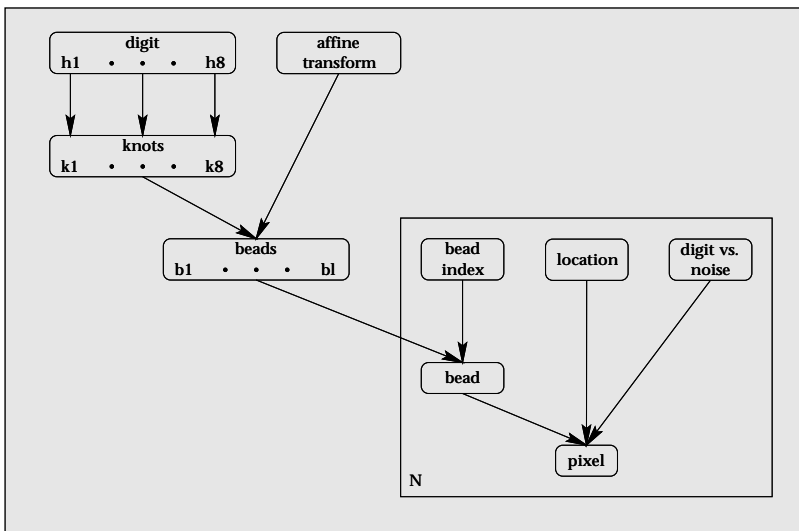 digit
h1 • • • h8
affine
transform
knots
k1 • • • k8
beads
b1 • • • bl
bead
index
location
digit vs.
noise
bead
pixel
N